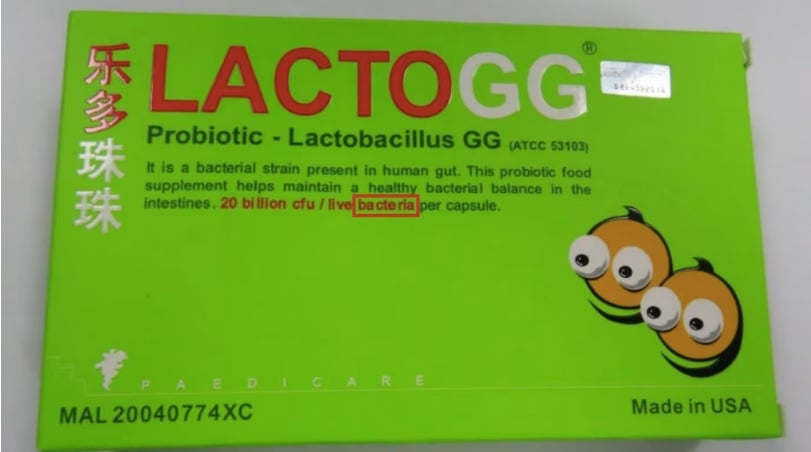 乐多珠珠
LACTOGG®
Probiotic - Lactobacillus GG (ATCC 53103)
It is a bacterial strain present in human gut. This probiotic food
supplement helps maintain a healthy bacterial balance in the
intestines. 20 billion cfu / live bacteria per capsule.
PAEDICARE
MAL 20040774XC
Made in USA